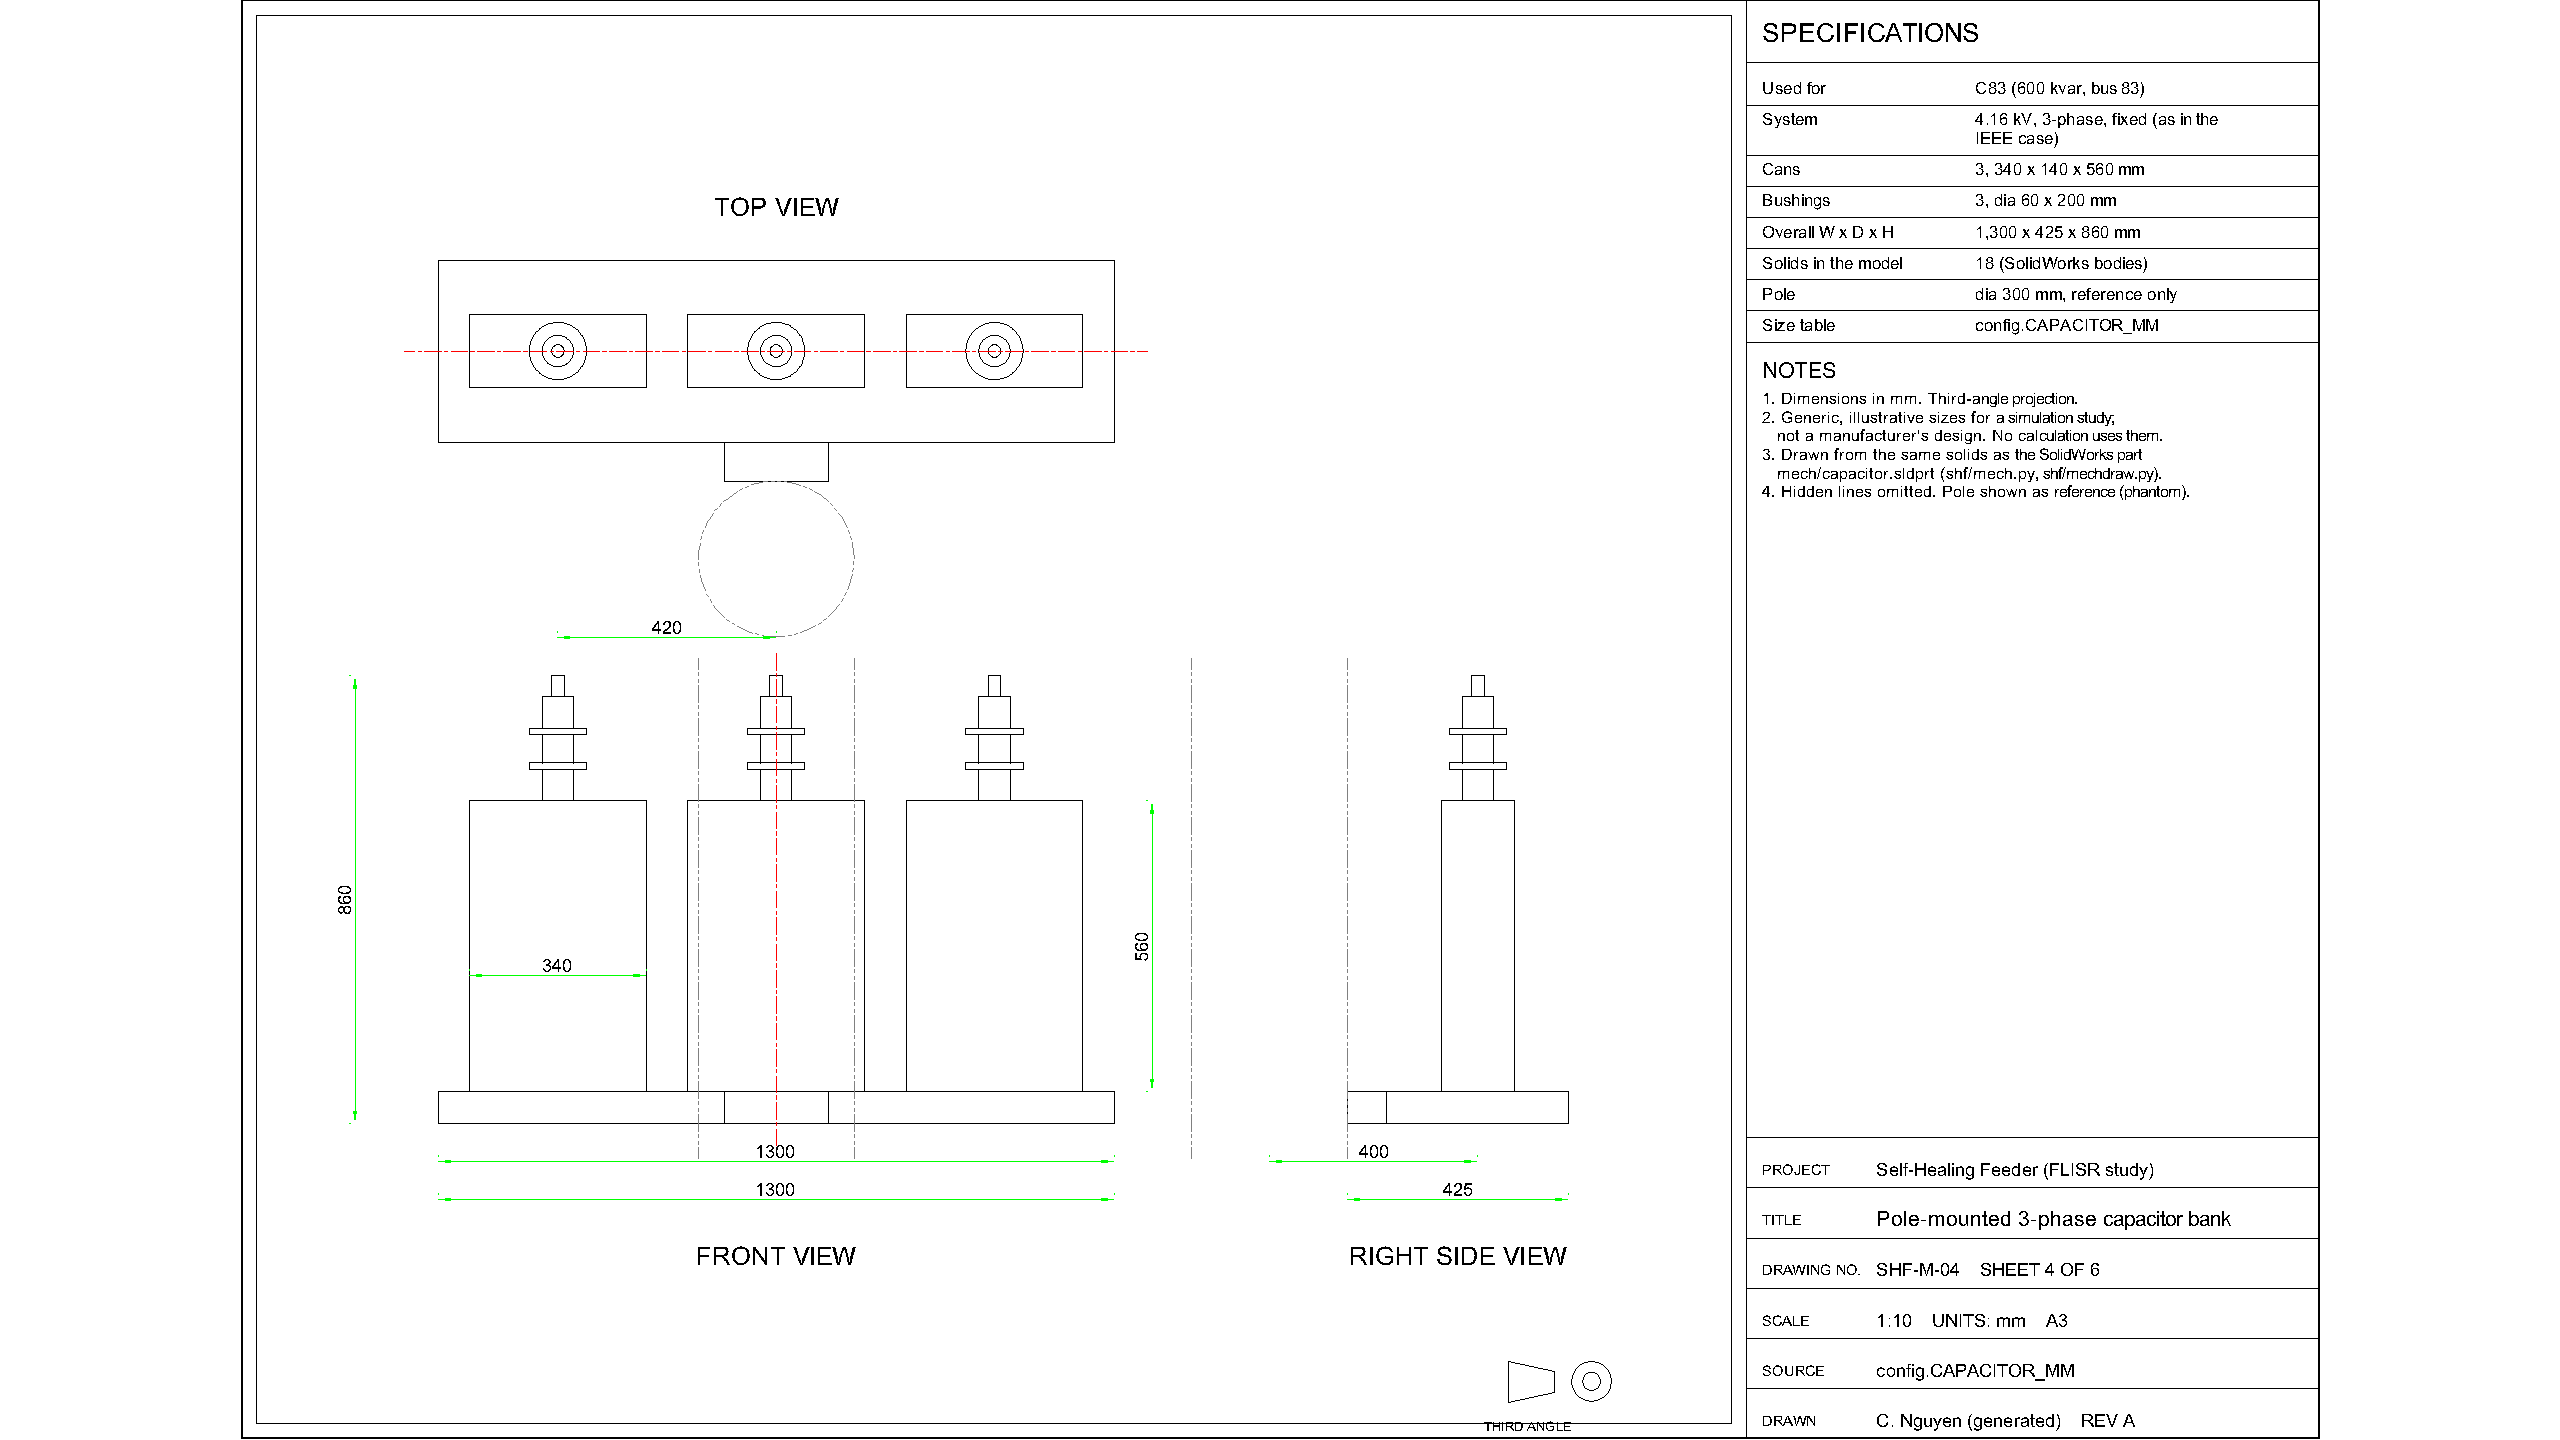 TOP VIEW
420
860
340
560
1300
1300
400
425
FRONT VIEW
RIGHT SIDE VIEW
THIRD ANGLE
SPECIFICATIONS
Used for C83 (600 kvar, bus 83)
System 4.16 kV, 3-phase, fixed (as in the
IEEE case)
Cans 3, 340 x 140 x 560 mm
Bushings 3, dia 60 x 200 mm
Overall W x D x H 1,300 x 425 x 860 mm
Solids in the model 18 (SolidWorks bodies)
Pole dia 300 mm, reference only
Size table config.CAPACITOR_MM
NOTES
1. Dimensions in mm. Third-angle projection.
2. Generic, illustrative sizes for a simulation study;
not a manufacturer's design. No calculation uses them.
3. Drawn from the same solids as the SolidWorks part
mech/capacitor.sldprt (shf/mech.py, shf/mechdraw.py).
4. Hidden lines omitted. Pole shown as reference (phantom).
PROJECT Self-Healing Feeder (FLISR study)
TITLE Pole-mounted 3-phase capacitor bank
DRAWING NO. SHF-M-04 SHEET 4 OF 6
SCALE 1:10 UNITS: mm A3
SOURCE config.CAPACITOR_MM
DRAWN C. Nguyen (generated) REV A